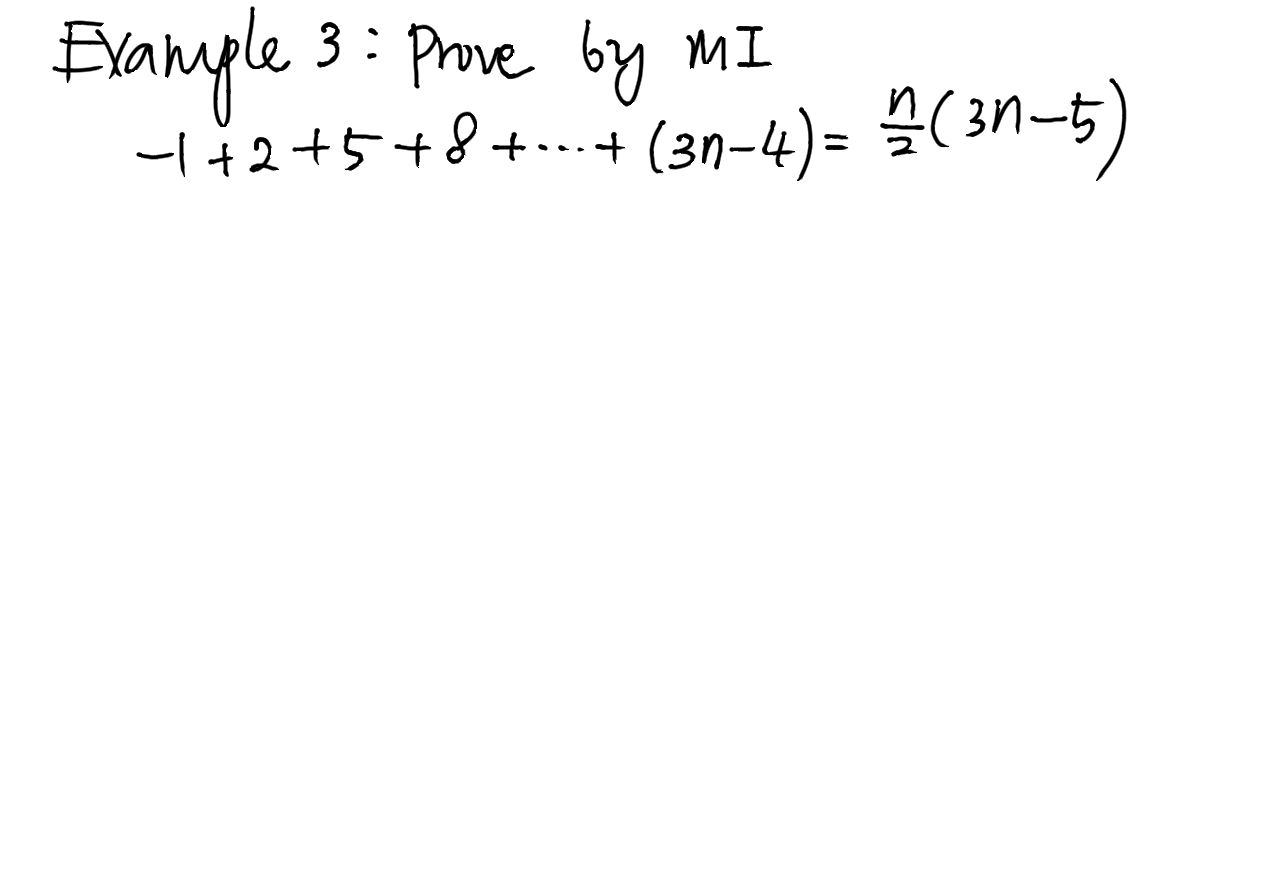 Example 3 : Prove by MI
-1 + 2 + 5 + 8 + ... + (3n-4) = n/2 (3n-5)